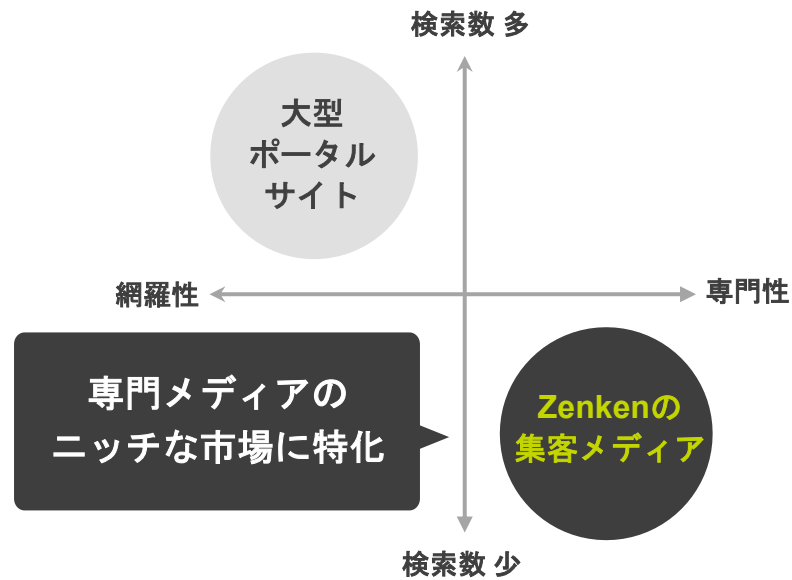 検索数 多
大型
ポータル
サイト
網羅性
専門性
専門メディアの
ニッチな市場に特化
Zenkenの
集客メディア
検索数 少